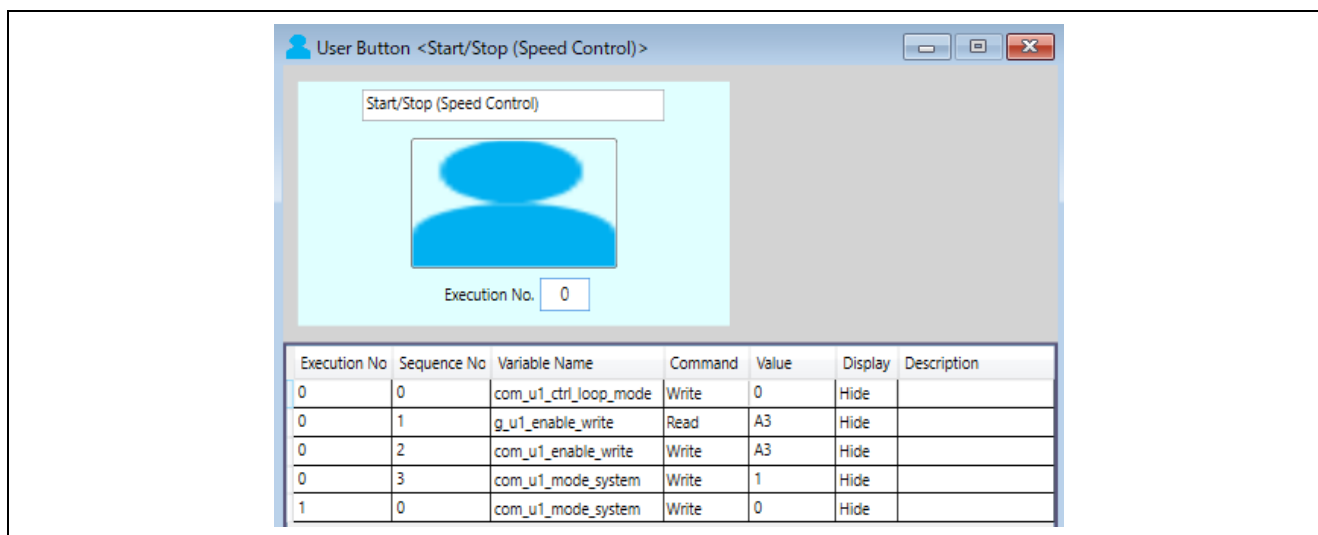 User Button <Start/Stop (Speed Control)>
Start/Stop (Speed Control)
Execution No. 0
Execution No Sequence No Variable Name Command Value Display Description
0 0 com_u1_ctrl_loop_mode Write 0 Hide
0 1 g_u1_enable_write Read A3 Hide
0 2 com_u1_enable_write Write A3 Hide
0 3 com_u1_mode_system Write 1 Hide
1 0 com_u1_mode_system Write 0 Hide